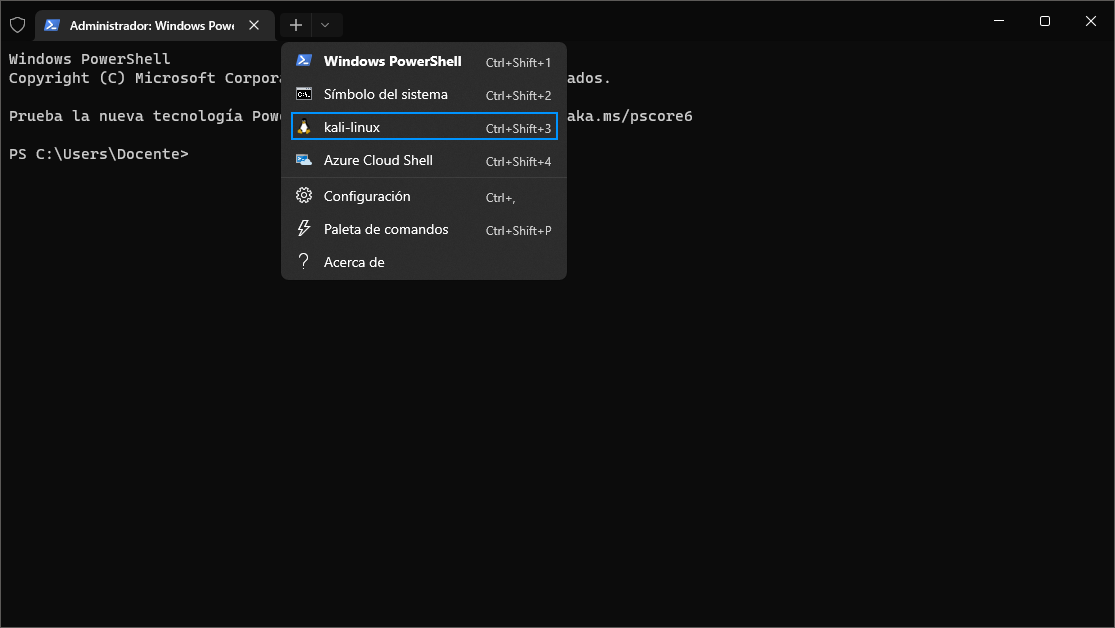 Administrador: Windows Powe
Windows PowerShell
Copyright (C) Microsoft Corpora
ados.
Prueba la nueva tecnología Pow
aka.ms/pscore6
PS C:\Users\Docente>
Windows PowerShell Ctrl+Shift+1
Símbolo del sistema Ctrl+Shift+2
kali-linux Ctrl+Shift+3
Azure Cloud Shell Ctrl+Shift+4
Configuración Ctrl+,
Paleta de comandos Ctrl+Shift+P
Acerca de